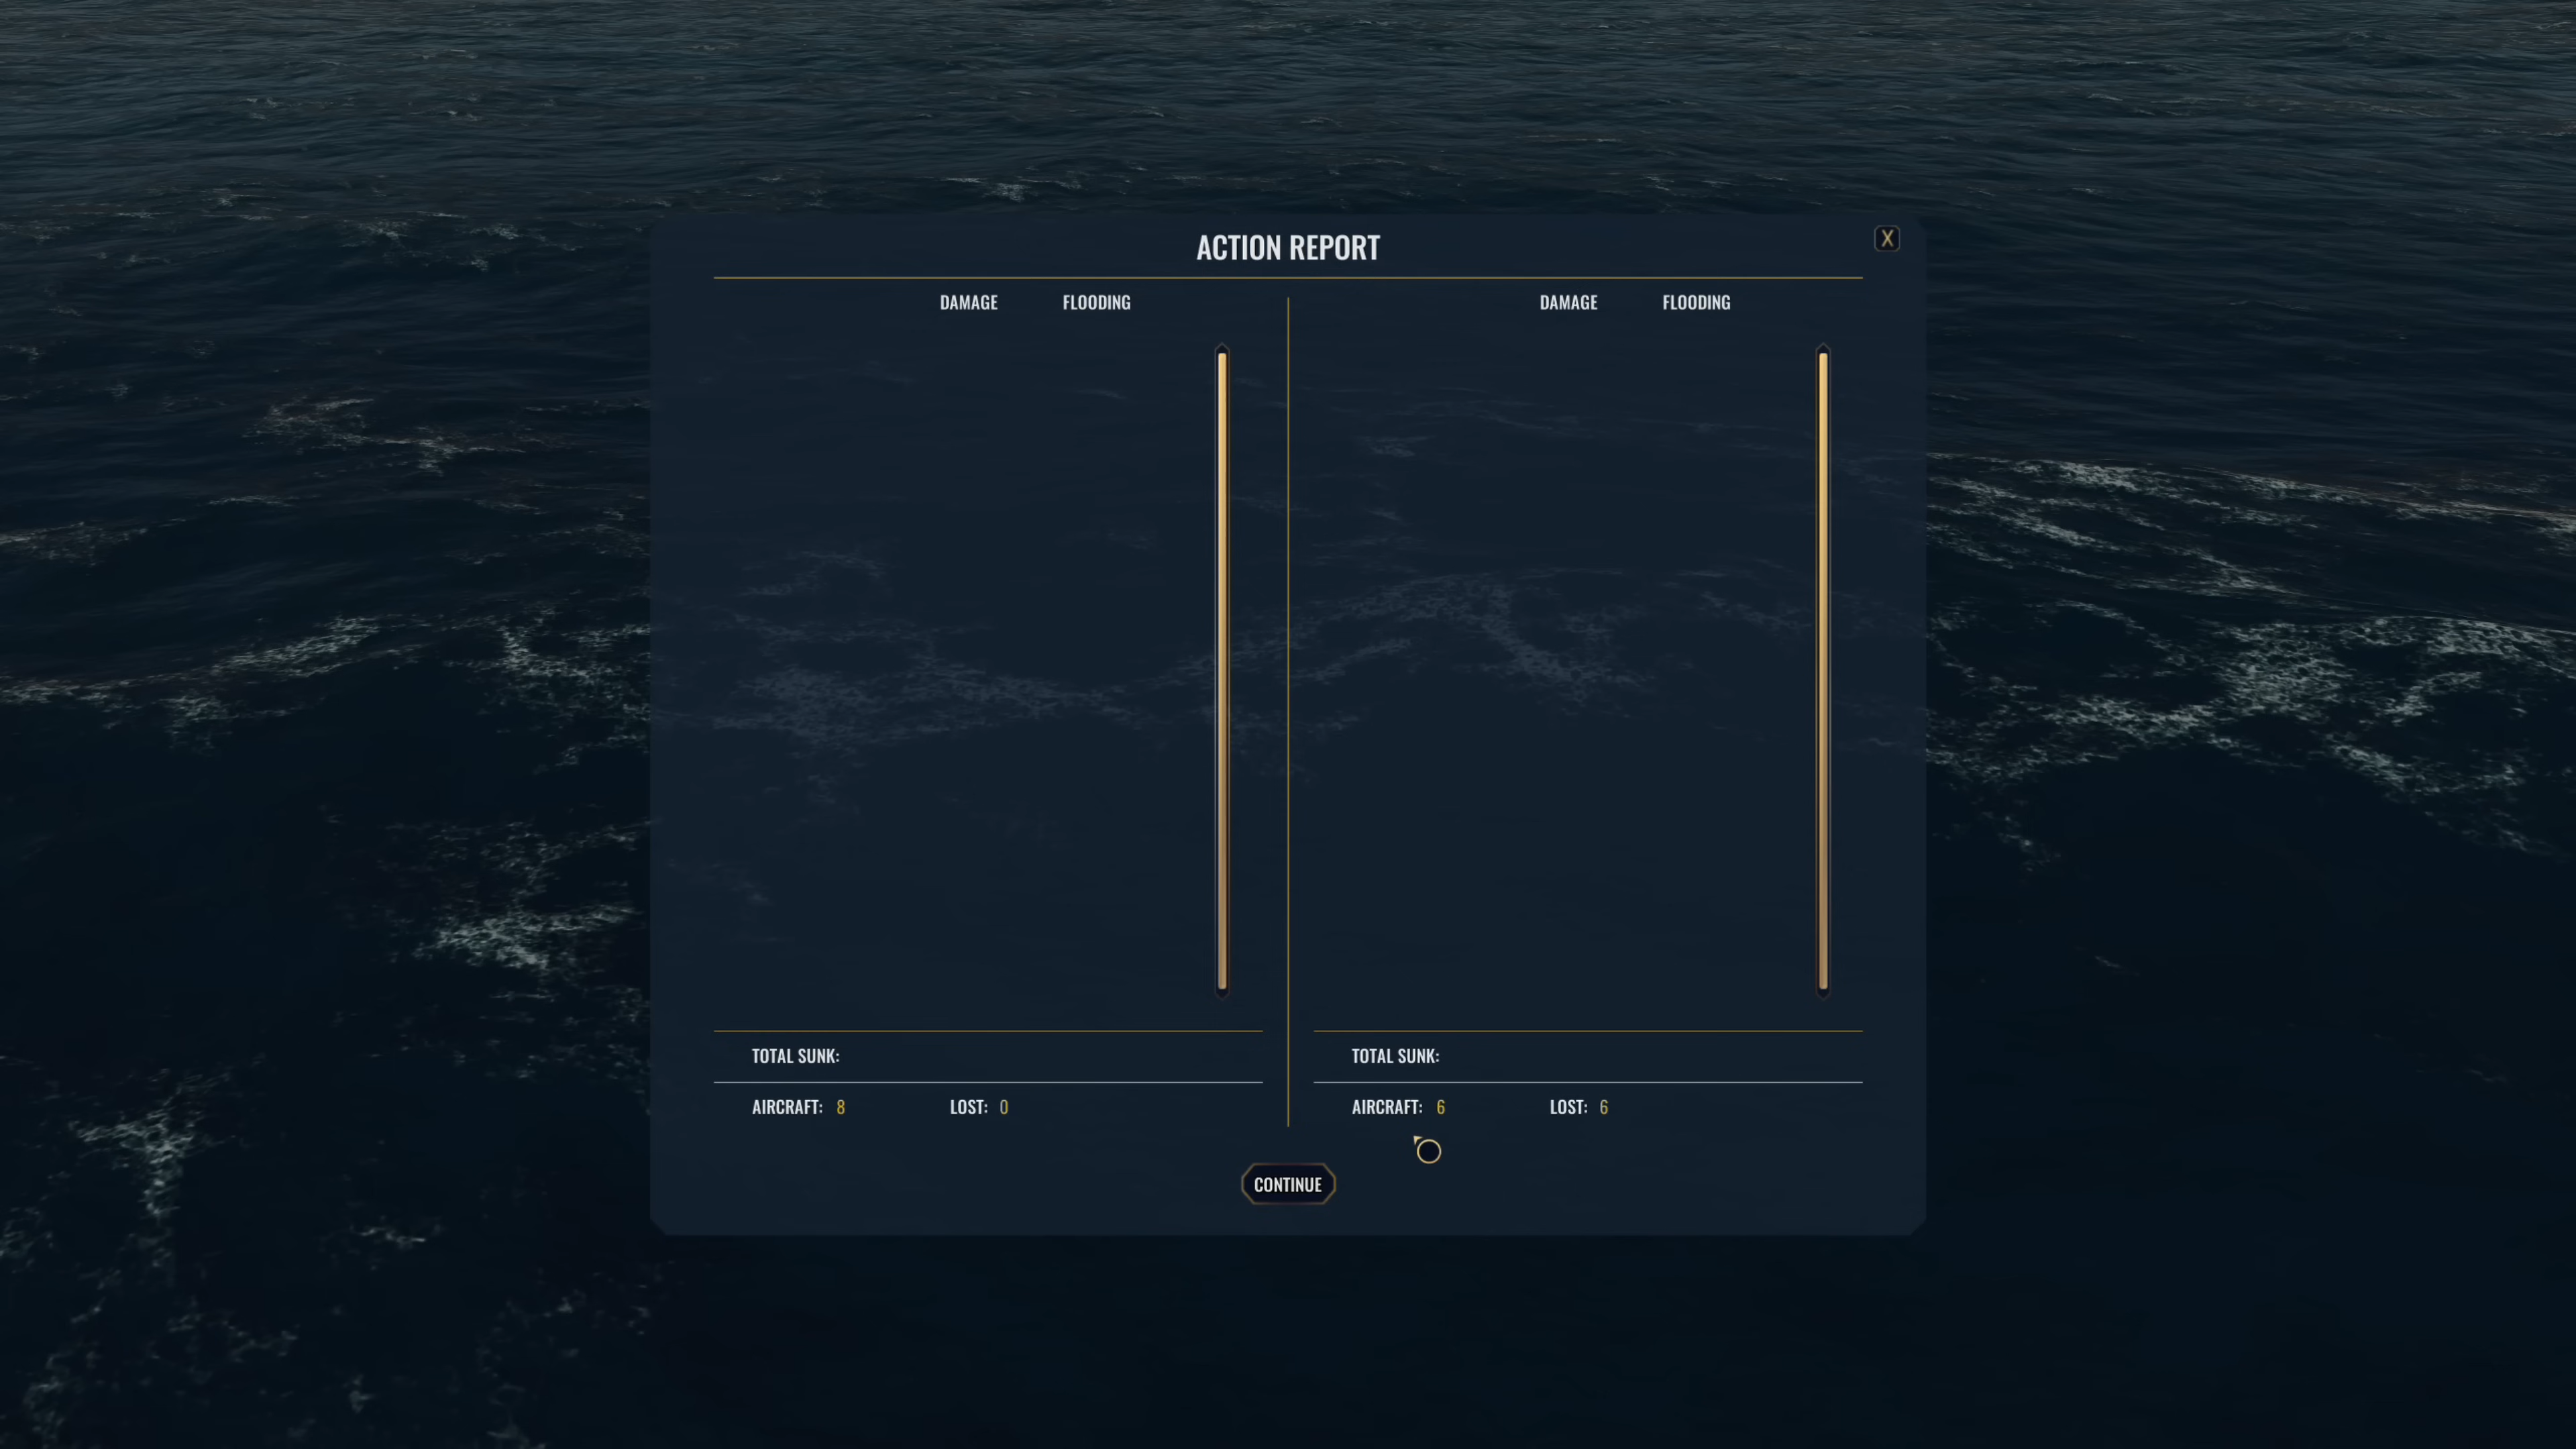 ACTION REPORT
X
DAMAGE FLOODING
DAMAGE FLOODING
TOTAL SUNK:
AIRCRAFT: 8 LOST: 0
TOTAL SUNK:
AIRCRAFT: 6 LOST: 6
CONTINUE